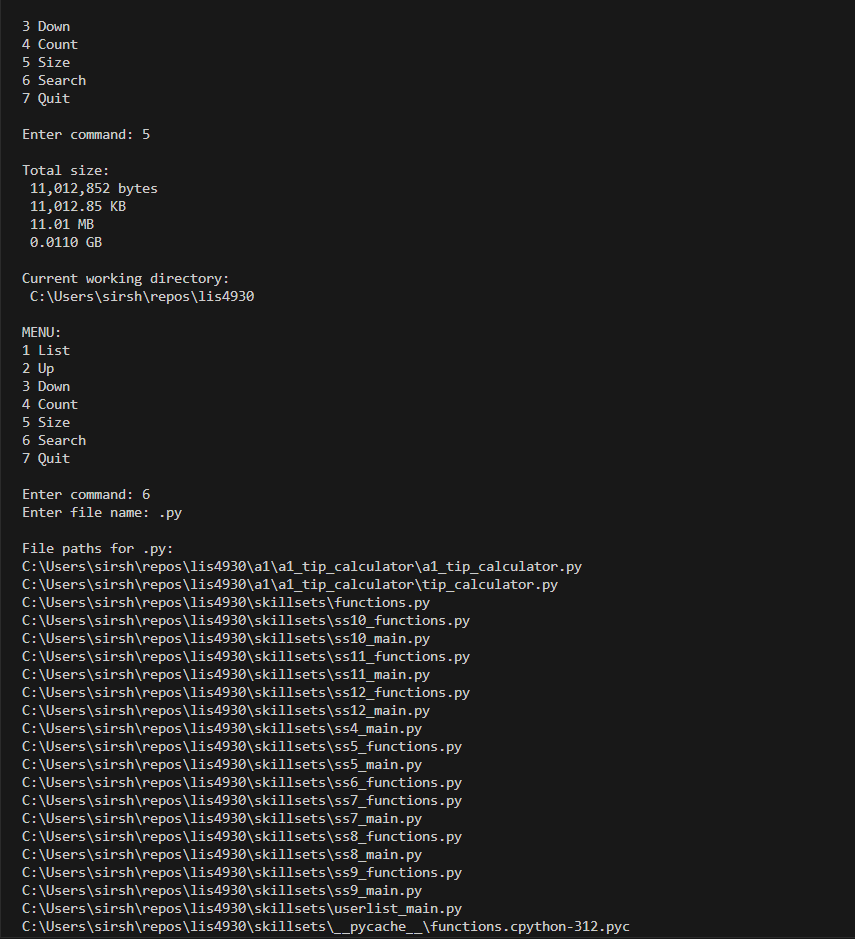 3 Down
4 Count
5 Size
6 Search
7 Quit
Enter command: 5
Total size:
11,012,852 bytes
11,012.85 KB
11.01 MB
0.0110 GB
Current working directory:
C:\Users\sirsh\repos\lis4930
MENU:
1 List
2 Up
3 Down
4 Count
5 Size
6 Search
7 Quit
Enter command: 6
Enter file name: .py
File paths for .py:
C:\Users\sirsh\repos\lis4930\a1\a1_tip_calculator\a1_tip_calculator.py
C:\Users\sirsh\repos\lis4930\a1\a1_tip_calculator\tip_calculator.py
C:\Users\sirsh\repos\lis4930\skillsets\functions.py
C:\Users\sirsh\repos\lis4930\skillsets\ss10_functions.py
C:\Users\sirsh\repos\lis4930\skillsets\ss10_main.py
C:\Users\sirsh\repos\lis4930\skillsets\ss11_functions.py
C:\Users\sirsh\repos\lis4930\skillsets\ss11_main.py
C:\Users\sirsh\repos\lis4930\skillsets\ss12_functions.py
C:\Users\sirsh\repos\lis4930\skillsets\ss12_main.py
C:\Users\sirsh\repos\lis4930\skillsets\ss4_main.py
C:\Users\sirsh\repos\lis4930\skillsets\ss5_functions.py
C:\Users\sirsh\repos\lis4930\skillsets\ss5_main.py
C:\Users\sirsh\repos\lis4930\skillsets\ss6_functions.py
C:\Users\sirsh\repos\lis4930\skillsets\ss7_functions.py
C:\Users\sirsh\repos\lis4930\skillsets\ss7_main.py
C:\Users\sirsh\repos\lis4930\skillsets\ss8_functions.py
C:\Users\sirsh\repos\lis4930\skillsets\ss8_main.py
C:\Users\sirsh\repos\lis4930\skillsets\ss9_functions.py
C:\Users\sirsh\repos\lis4930\skillsets\ss9_main.py
C:\Users\sirsh\repos\lis4930\skillsets\userlist_main.py
C:\Users\sirsh\repos\lis4930\skillsets\__pycache__\functions.cpython-312.pyc